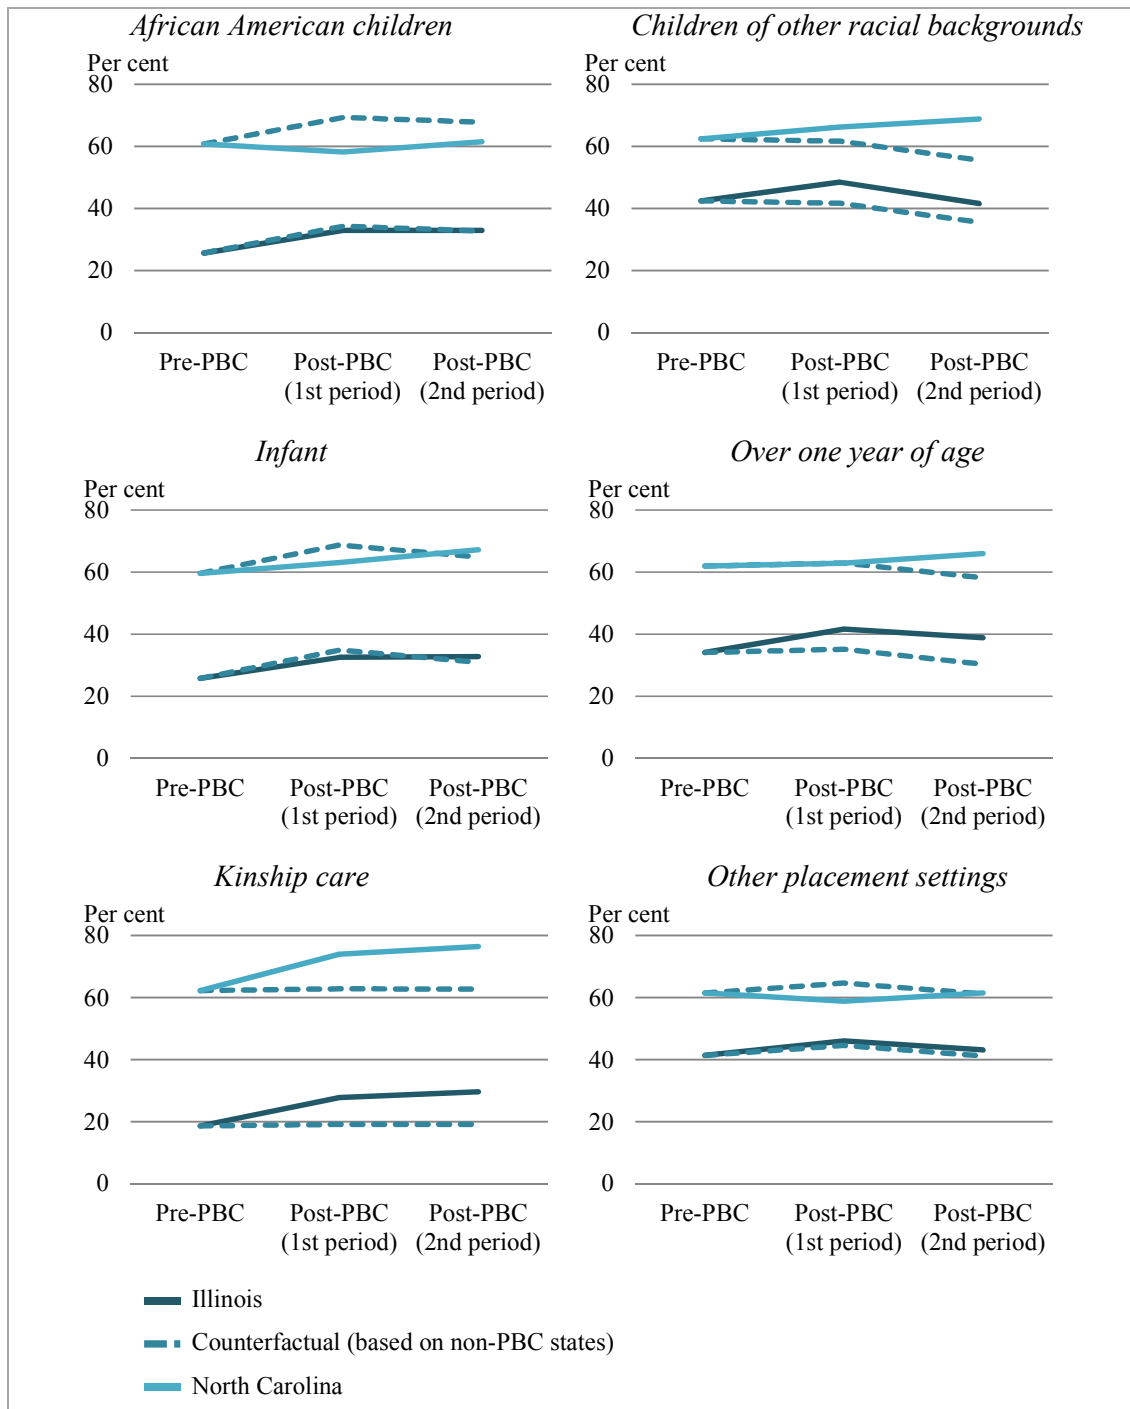 African American children
Per cent
80
60
40
20
0
Pre-PBC
Post-PBC
(1st period)
Post-PBC
(2nd period)
Children of other racial backgrounds
Per cent
80
60
40
20
0
Pre-PBC
Post-PBC
(1st period)
Post-PBC
(2nd period)
Infant
Per cent
80
60
40
20
0
Pre-PBC
Post-PBC
(1st period)
Post-PBC
(2nd period)
Over one year of age
Per cent
80
60
40
20
0
Pre-PBC
Post-PBC
(1st period)
Post-PBC
(2nd period)
Kinship care
Per cent
80
60
40
20
0
Pre-PBC
Post-PBC
(1st period)
Post-PBC
(2nd period)
Other placement settings
Per cent
80
60
40
20
0
Pre-PBC
Post-PBC
(1st period)
Post-PBC
(2nd period)
Illinois
Counterfactual (based on non-PBC states)
North Carolina